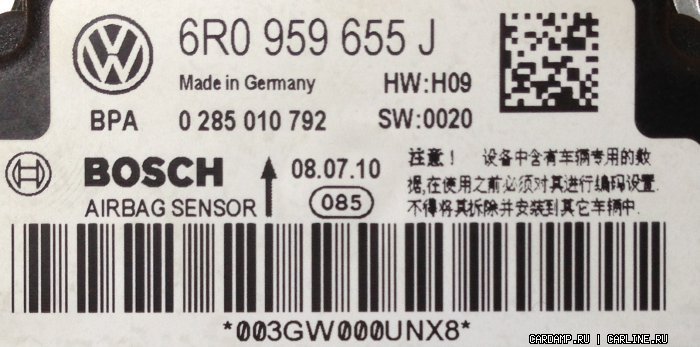 6R0 959 655 J
Made in Germany HW:H09
BPA 0 285 010 792 SW:0020
BOSCH 08.07.10
AIRBAG SENSOR 085
注意！ 设备中含有车辆专用的数
据,在使用之前必须对其进行编码设置.
不得将其拆除并安装到其它车辆中.
*003GW000UNX8*
CARDAMP.RU | CARLINE.RU